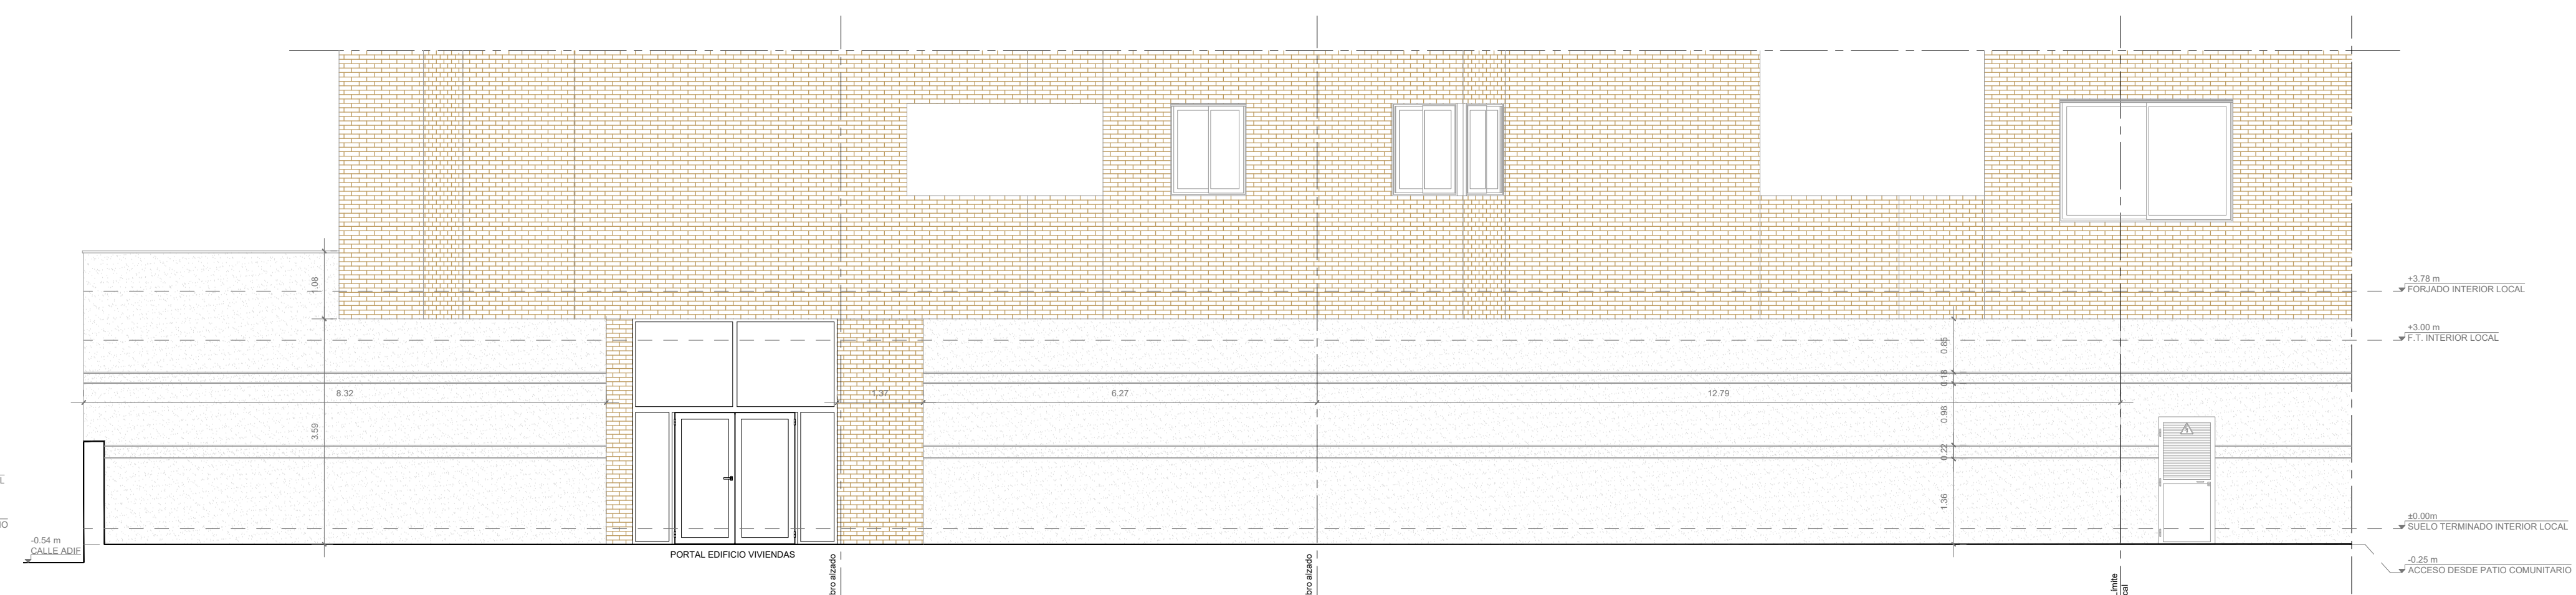 1.08
+3.78 m
FORJADO INTERIOR LOCAL
+3.00 m
F.T. INTERIOR LOCAL
0.85
0.18
8.32
1.37
6.27
12.79
0.98
3.59
0.22
1.36
±0.00m
SUELO TERMINADO INTERIOR LOCAL
-0.54 m
CALLE ADIF
PORTAL EDIFICIO VIVIENDAS
-0.25 m
ACCESO DESDE PATIO COMUNITARIO
bro alzado
bro alzado